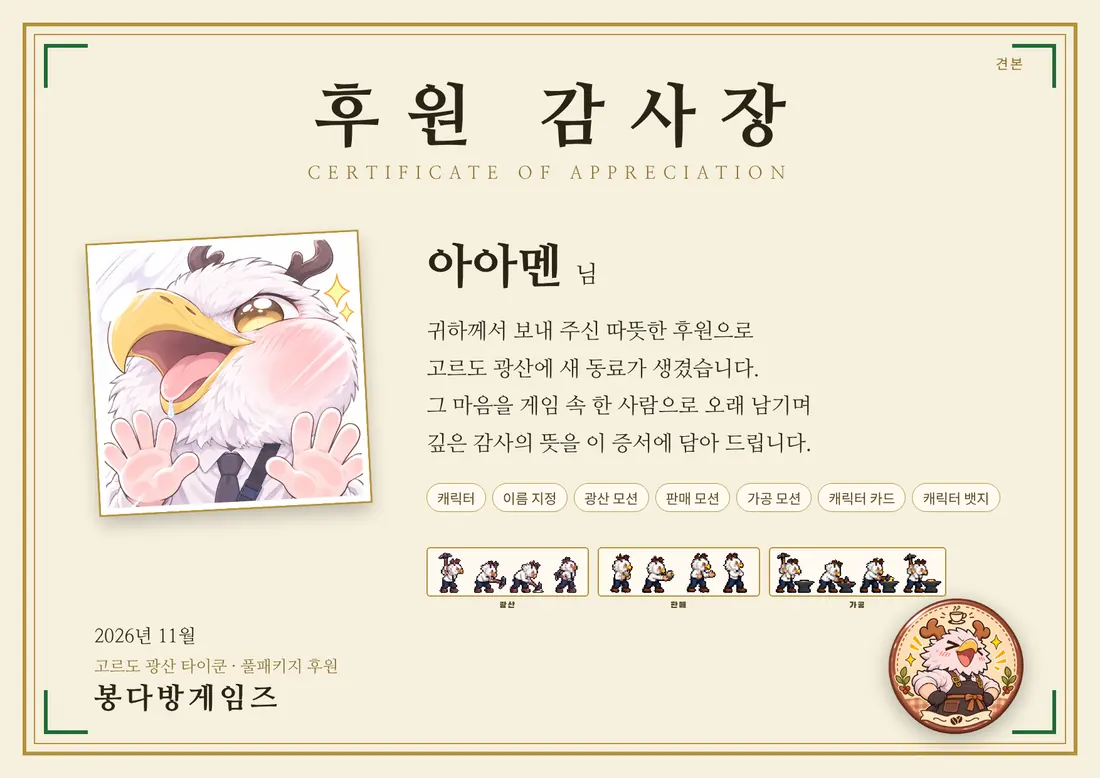 견본
후원 감사장
CERTIFICATE OF APPRECIATION
아아멘 님
귀하께서 보내 주신 따뜻한 후원으로
고르도 광산에 새 동료가 생겼습니다.
그 마음을 게임 속 한 사람으로 오래 남기며
깊은 감사의 뜻을 이 증서에 담아 드립니다.
캐릭터 이름 지정 광산 모션 판매 모션 가공 모션 캐릭터 카드 캐릭터 뱃지
광산 판매 가공
2026년 11월
고르도 광산 타이쿤 · 풀패키지 후원
봉다방게임즈